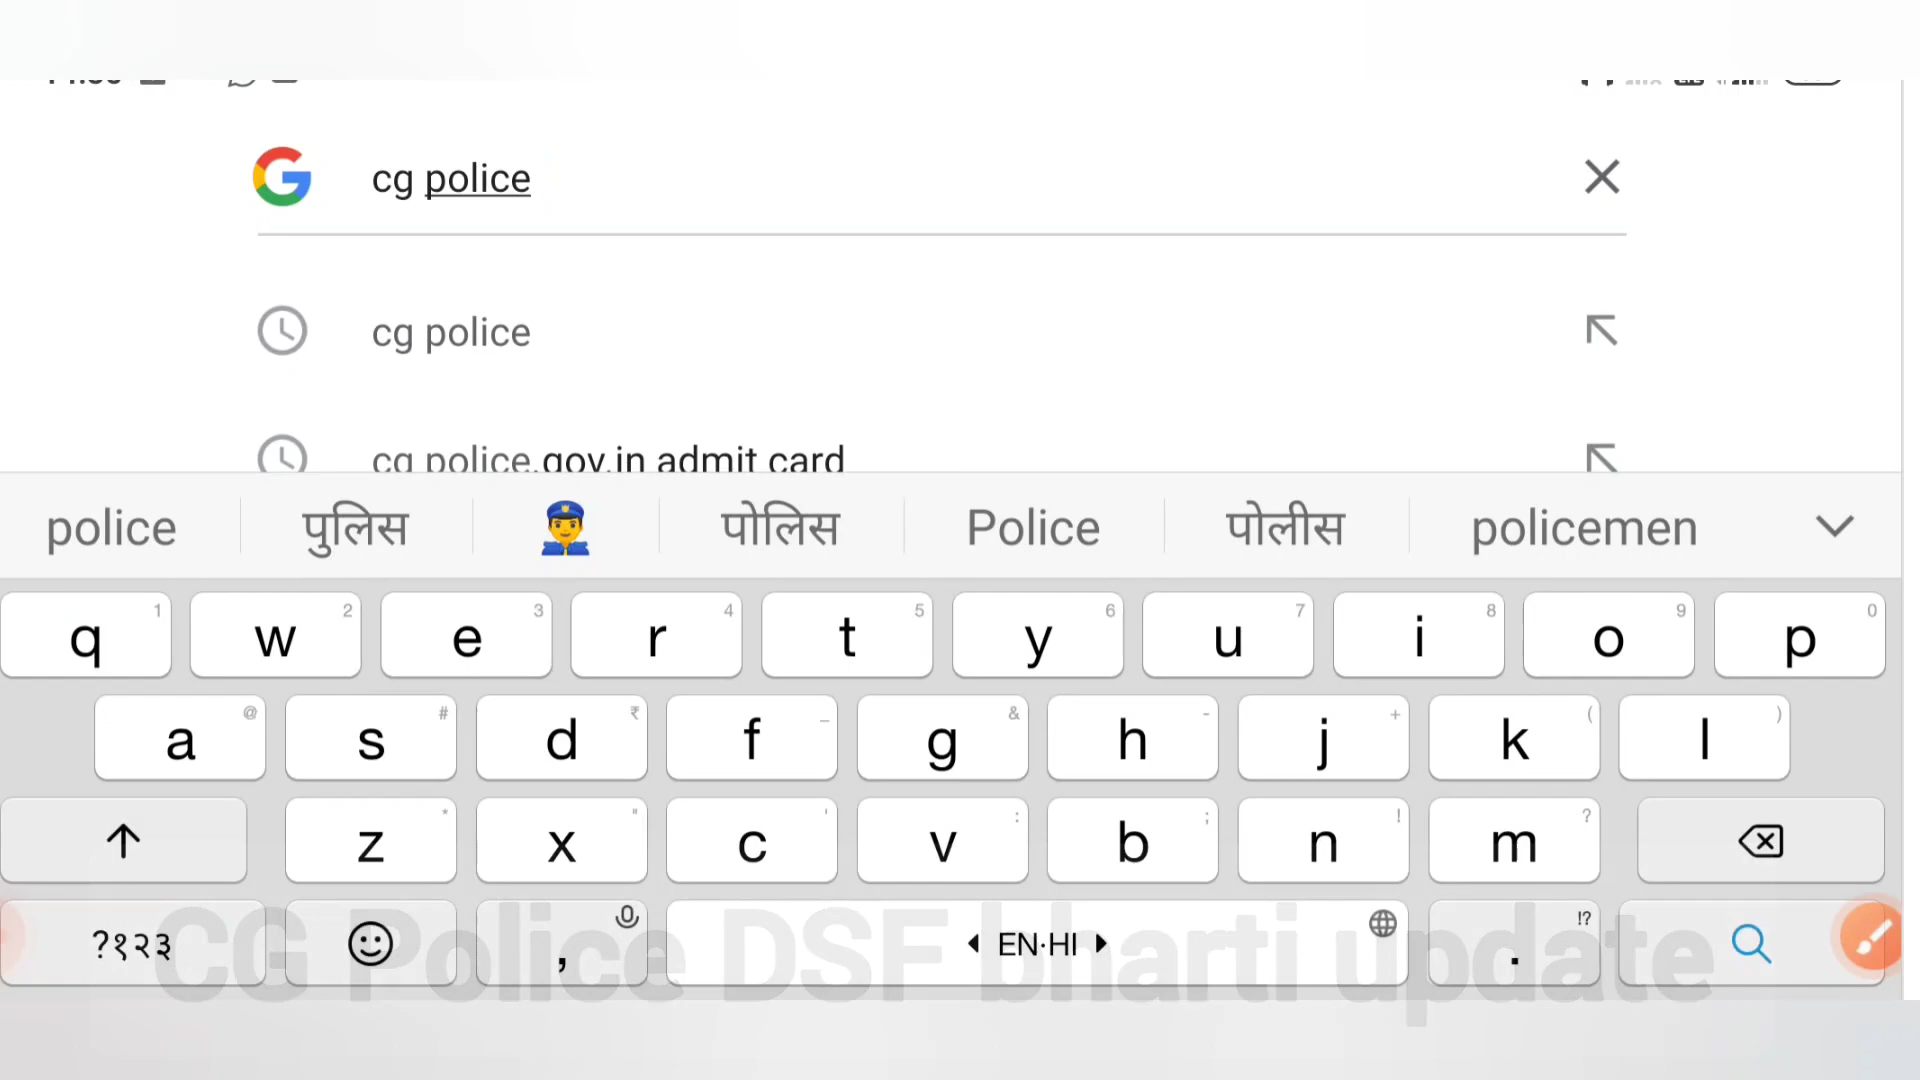 cg police
cg police
cg police.gov.in admit card
police पुलिस पोलिस Police पोलीस policemen
q 1 w 2 e 3 r 4 t 5 y 6 u 7 i 8 o 9 p 0
a @ s # d ₹ f _ g & h - j + k ( l )
z * x " c ' v : b ; n ! m ?
?१२३ , EN·HI . !?
CG Police DSF bharti update